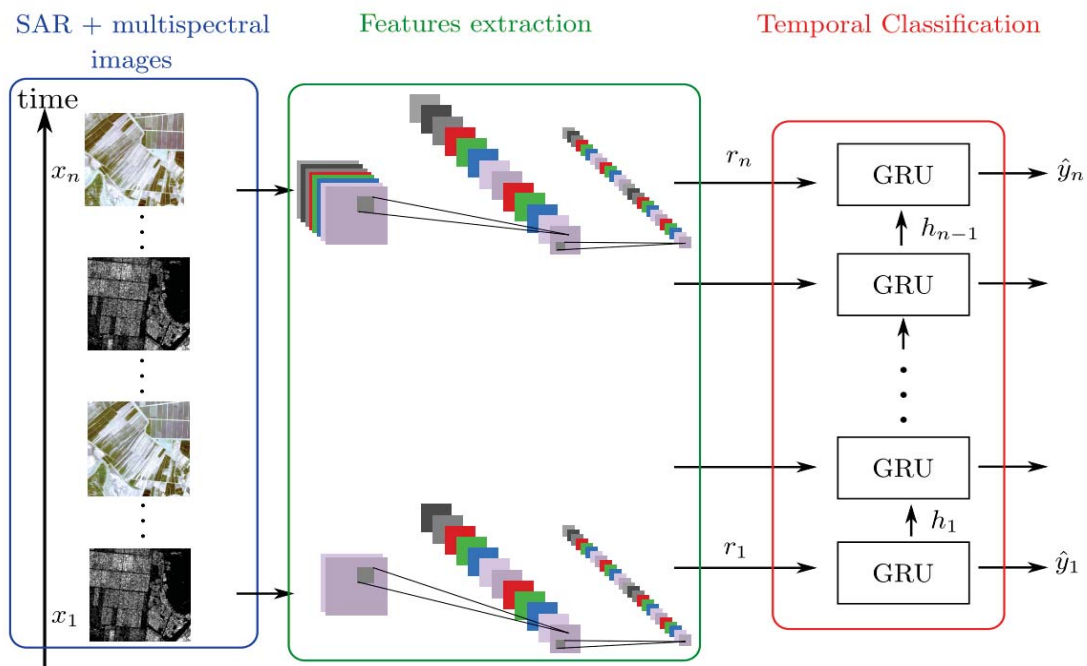 SAR + multispectral
images
Features extraction
Temporal Classification
time
x_n
r_n
GRU
ŷ_n
h_{n−1}
GRU
GRU
h_1
x_1
r_1
GRU
ŷ_1